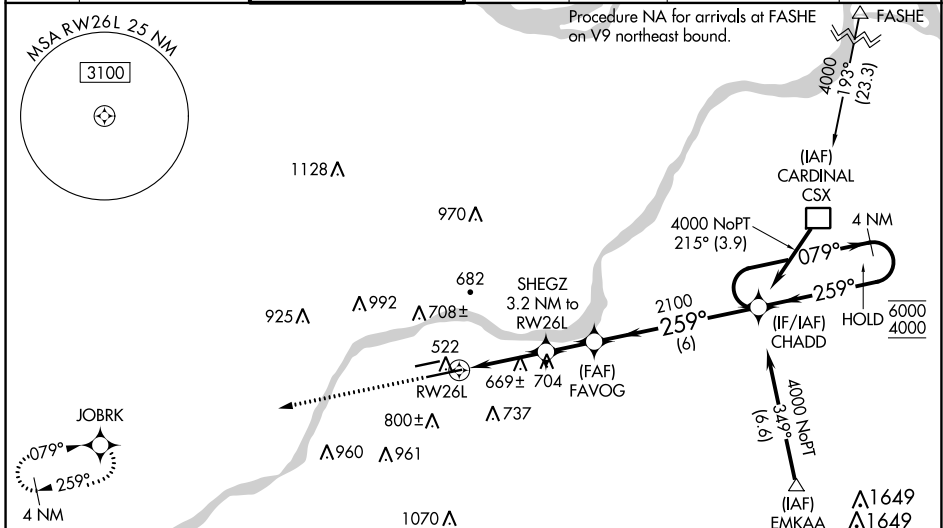 Procedure NA for arrivals at FASHE
on V9 northeast bound.
FASHE
MSA RW26L 25 NM
3100
4000
193°
(23.3)
1128
(IAF)
CARDINAL
CSX
970
4000 NoPT
215° (3.9)
4 NM
079°
682
SHEGZ
3.2 NM to
RW26L
2100
259°
(6)
259°
HOLD
6000
4000
992
925
708±
(IF/IAF)
CHADD
522
RW26L
669±
704
(FAF)
FAVOG
4000 NoPT
349°
(6.6)
JOBRK
800±
737
079°
259°
960
961
4 NM
(IAF)
EMKAA
1649
1070
1649